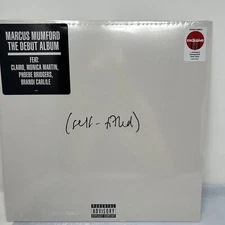 MARCUS MUMFORD
THE DEBUT ALBUM
FEAT.
CLAIRO, MONICA MARTIN,
PHOEBE BRIDGERS,
BRANDI CARLILE
exclusive
(self-titled)
PARENTAL
ADVISORY
EXPLICIT CONTENT